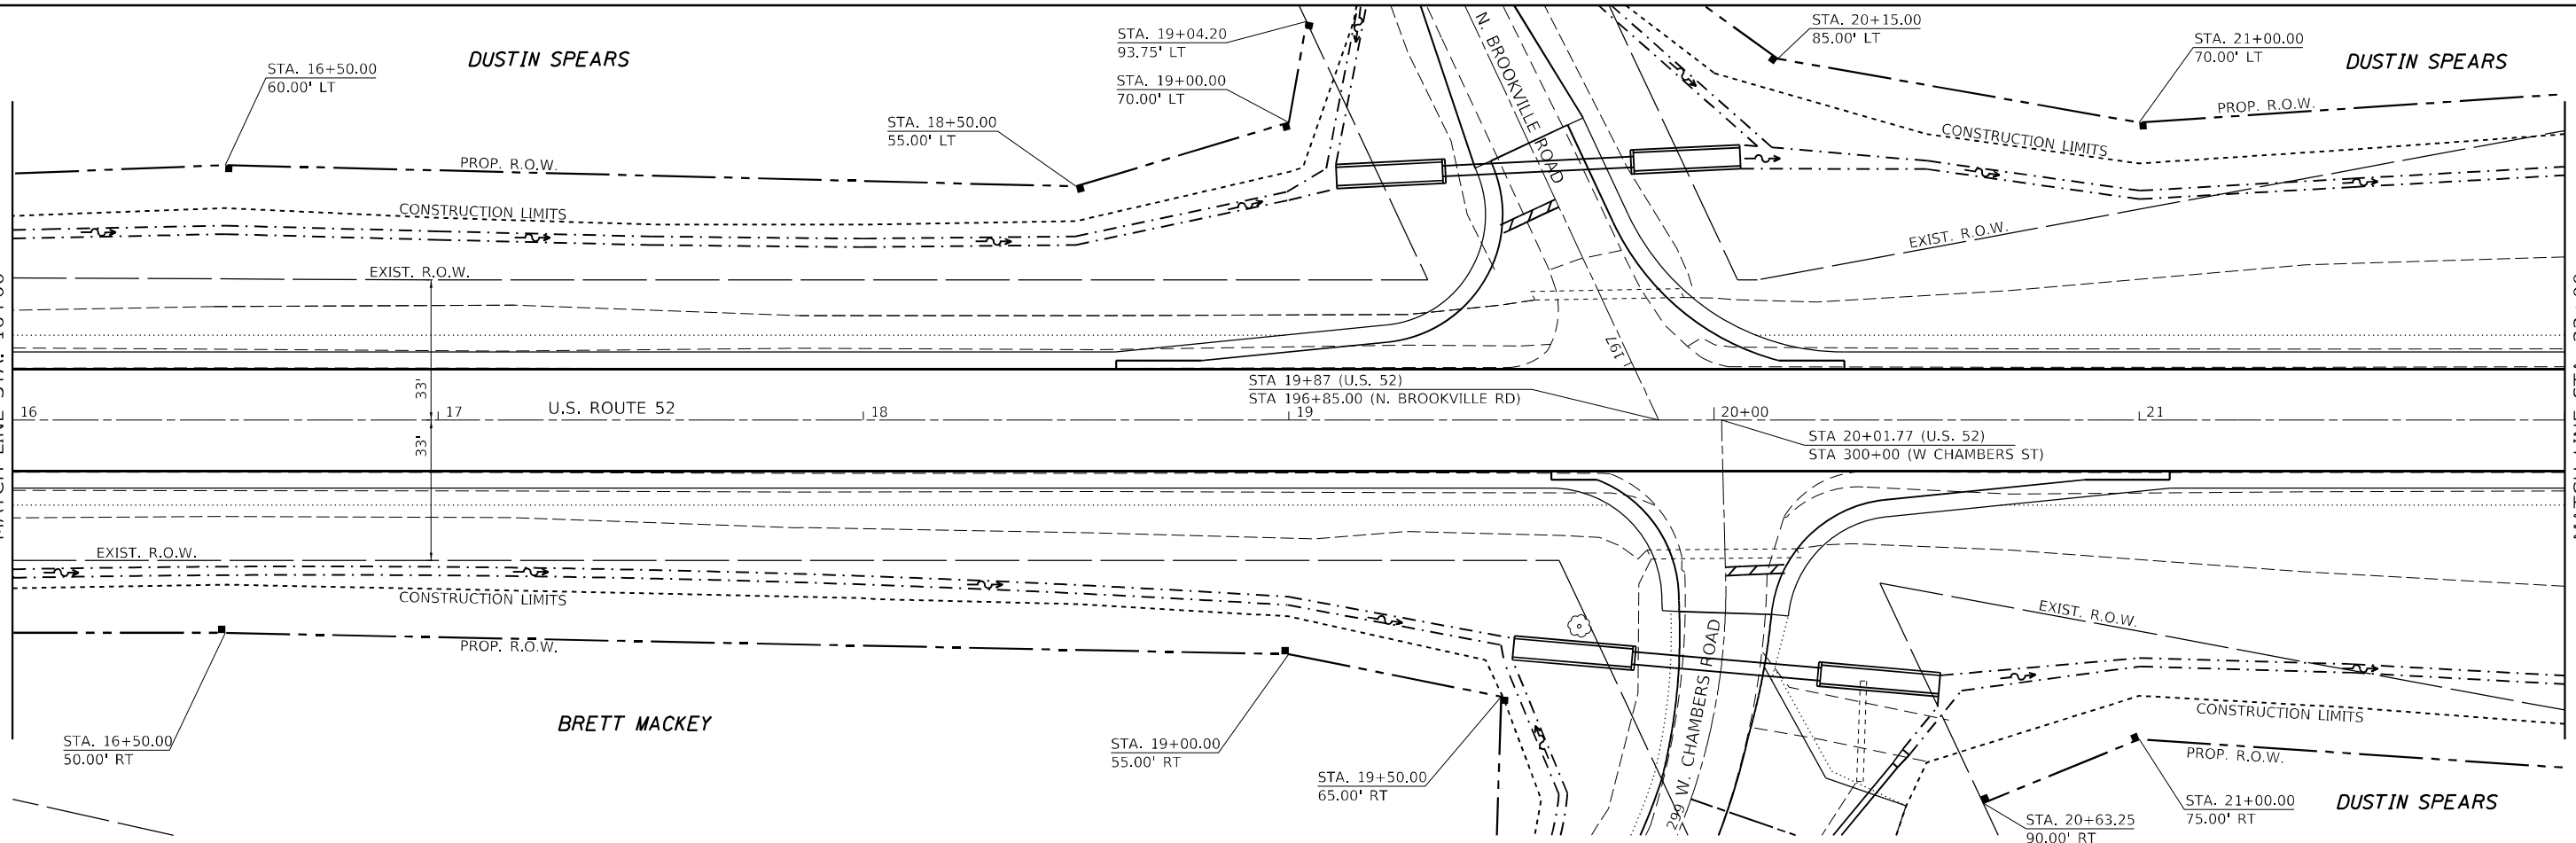 STA. 16+50.00
60.00' LT
DUSTIN SPEARS
STA. 18+50.00
55.00' LT
STA. 19+04.20
93.75' LT
STA. 19+00.00
70.00' LT
N. BROOKVILLE ROAD
STA. 20+15.00
85.00' LT
STA. 21+00.00
70.00' LT
DUSTIN SPEARS
PROP. R.O.W.
PROP. R.O.W.
CONSTRUCTION LIMITS
CONSTRUCTION LIMITS
EXIST. R.O.W.
EXIST. R.O.W.
33'
197
STA 19+87 (U.S. 52)
STA 196+85.00 (N. BROOKVILLE RD)
16
17
U.S. ROUTE 52
18
19
20+00
21
33'
STA 20+01.77 (U.S. 52)
STA 300+00 (W CHAMBERS ST)
EXIST. R.O.W.
CONSTRUCTION LIMITS
EXIST. R.O.W.
PROP. R.O.W.
299 W. CHAMBERS ROAD
CONSTRUCTION LIMITS
BRETT MACKEY
PROP. R.O.W.
STA. 16+50.00
50.00' RT
STA. 19+00.00
55.00' RT
STA. 19+50.00
65.00' RT
STA. 20+63.25
90.00' RT
STA. 21+00.00
75.00' RT
DUSTIN SPEARS